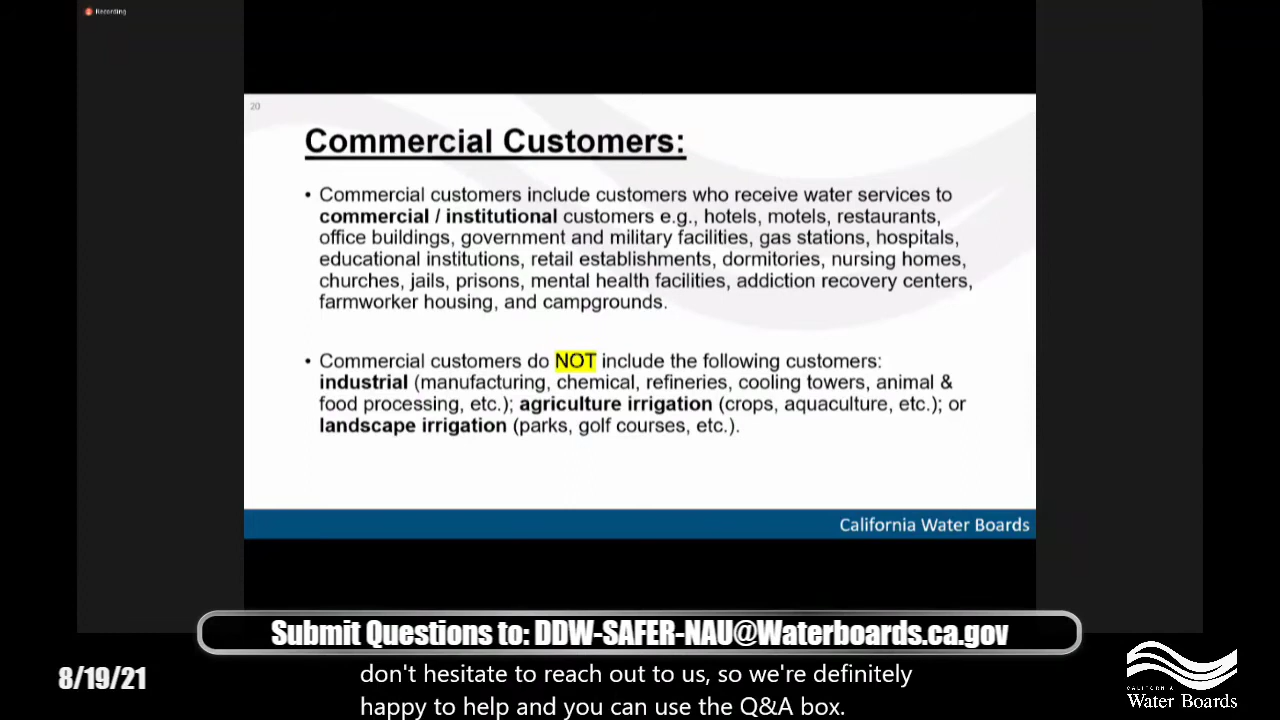 Recording
20
Commercial Customers:
• Commercial customers include customers who receive water services to
commercial / institutional customers e.g., hotels, motels, restaurants,
office buildings, government and military facilities, gas stations, hospitals,
educational institutions, retail establishments, dormitories, nursing homes,
churches, jails, prisons, mental health facilities, addiction recovery centers,
farmworker housing, and campgrounds.
• Commercial customers do NOT include the following customers:
industrial (manufacturing, chemical, refineries, cooling towers, animal &
food processing, etc.); agriculture irrigation (crops, aquaculture, etc.); or
landscape irrigation (parks, golf courses, etc.).
California Water Boards
Submit Questions to: DDW-SAFER-NAU@Waterboards.ca.gov
8/19/21
don't hesitate to reach out to us, so we're definitely
happy to help and you can use the Q&A box.
CALIFORNIA
Water Boards